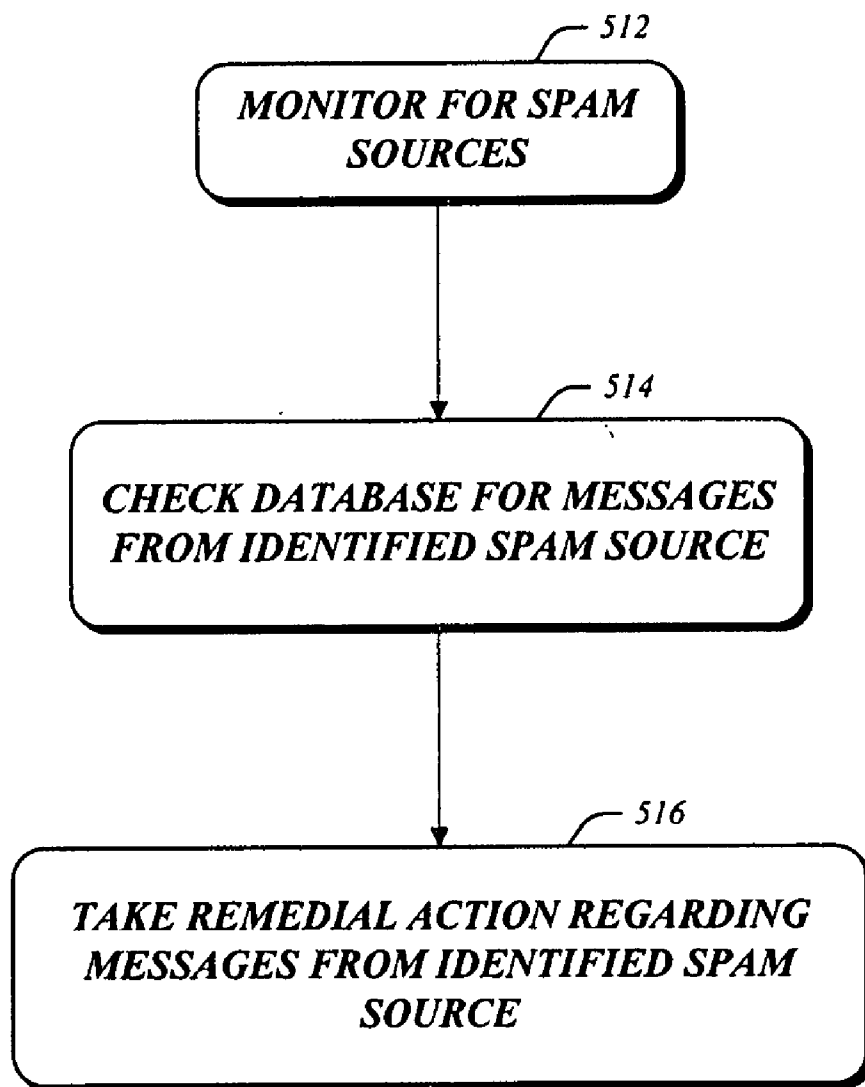 512
MONITOR FOR SPAM
SOURCES
514
CHECK DATABASE FOR MESSAGES
FROM IDENTIFIED SPAM SOURCE
516
TAKE REMEDIAL ACTION REGARDING
MESSAGES FROM IDENTIFIED SPAM
SOURCE